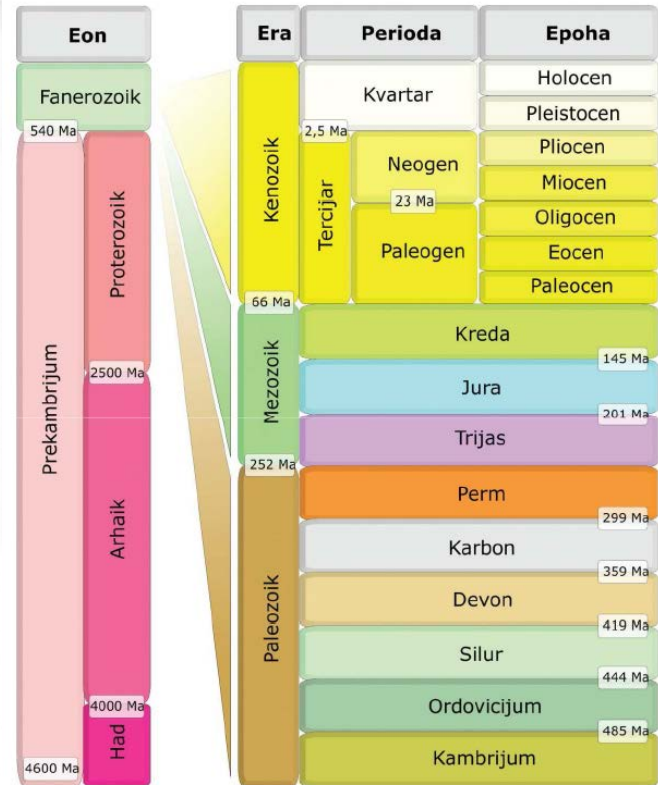 Eon
Era
Perioda
Epoha
Fanerozoik
540 Ma
Prekambrijum
Proterozoik
2500 Ma
Arhaik
4000 Ma
Had
4600 Ma
Kenozoik
Kvartar
Holocen
Pleistocen
2,5 Ma
Tercijar
Neogen
Pliocen
Miocen
23 Ma
Paleogen
Oligocen
Eocen
Paleocen
66 Ma
Mezozoik
Kreda
145 Ma
Jura
201 Ma
Trijas
252 Ma
Paleozoik
Perm
299 Ma
Karbon
359 Ma
Devon
419 Ma
Silur
444 Ma
Ordovicijum
485 Ma
Kambrijum